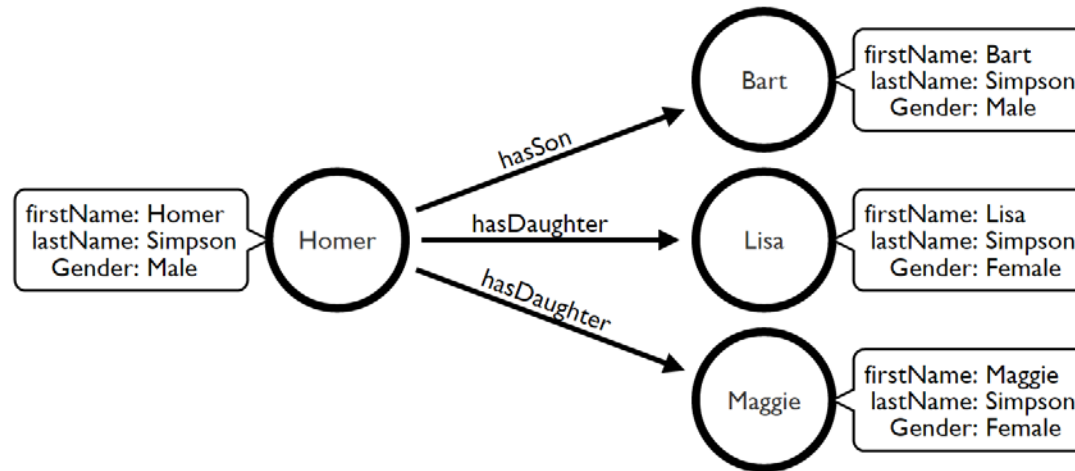 firstName: Homer
lastName: Simpson
Gender: Male
Homer
hasSon
hasDaughter
hasDaughter
Bart
firstName: Bart
lastName: Simpson
Gender: Male
Lisa
firstName: Lisa
lastName: Simpson
Gender: Female
Maggie
firstName: Maggie
lastName: Simpson
Gender: Female